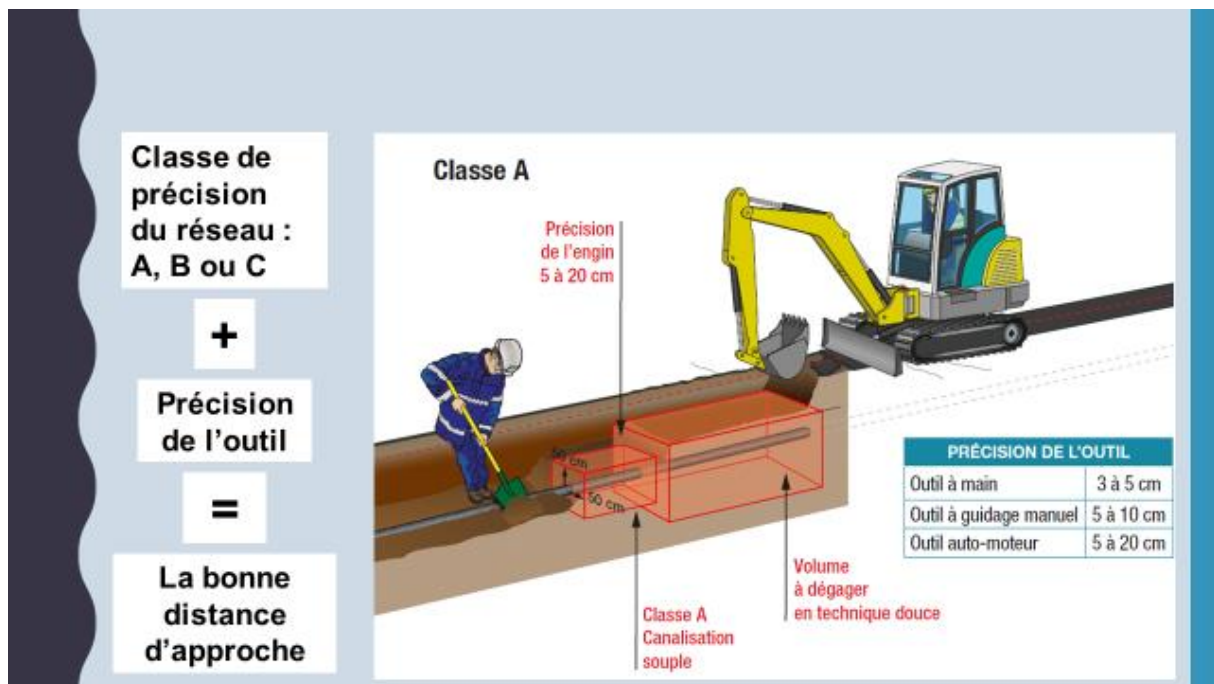 Classe de
précision
du réseau :
A, B ou C
+
Précision
de l'outil
=
La bonne
distance
d'approche
Classe A
Précision
de l'engin
5 à 20 cm
50 cm
50 cm
Classe A
Canalisation
souple
Volume
à dégager
en technique douce
PRÉCISION DE L'OUTIL
Outil à main 3 à 5 cm
Outil à guidage manuel 5 à 10 cm
Outil auto-moteur 5 à 20 cm